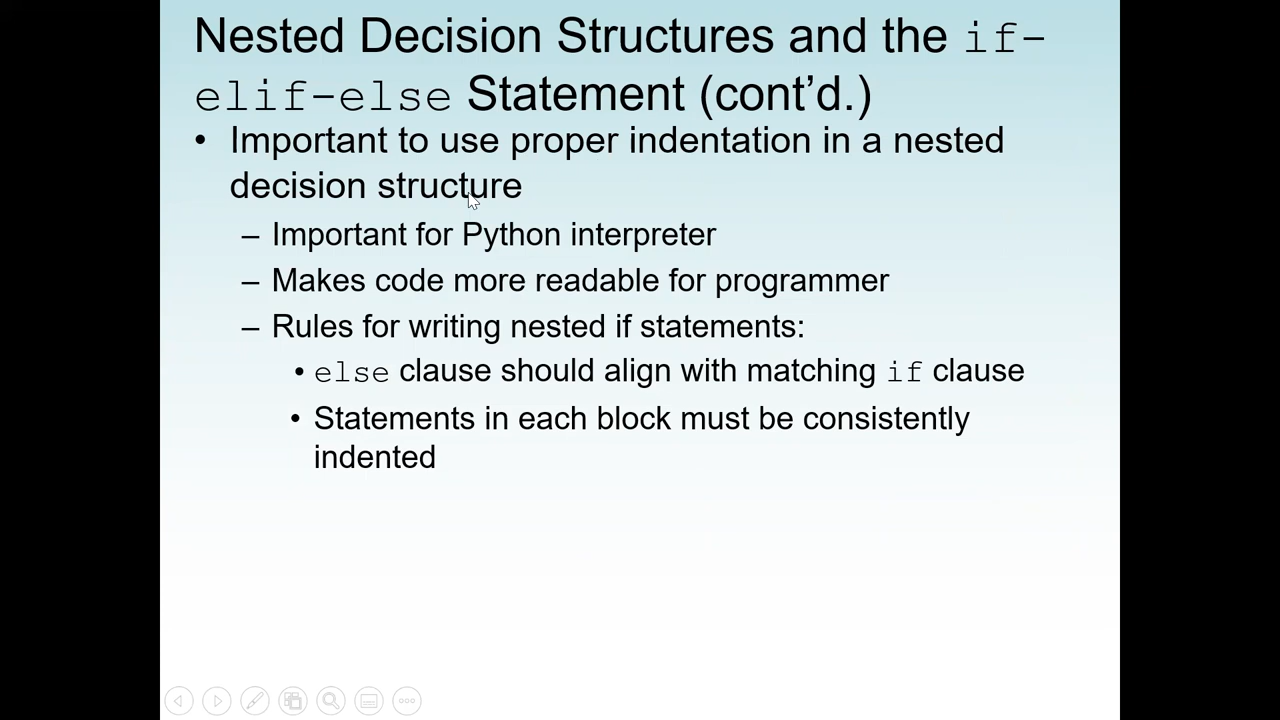 Nested Decision Structures and the if-
elif-else Statement (cont’d.)
• Important to use proper indentation in a nested
decision structure
– Important for Python interpreter
– Makes code more readable for programmer
– Rules for writing nested if statements:
• else clause should align with matching if clause
• Statements in each block must be consistently
indented